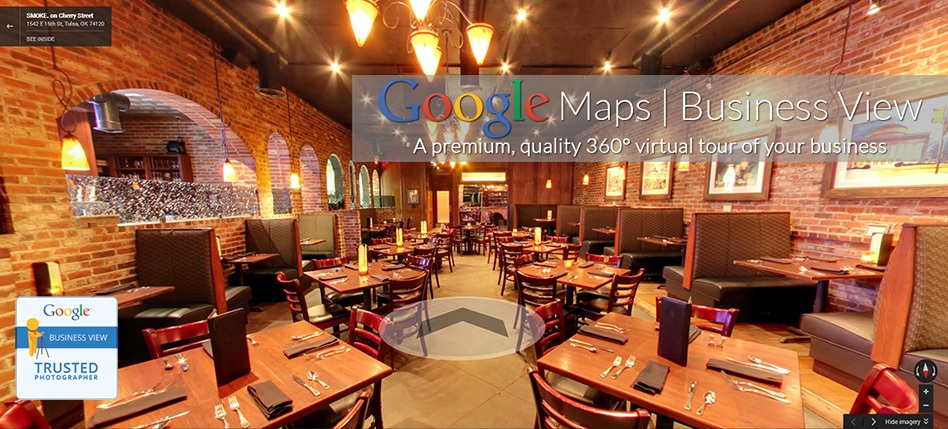 SMOKE. on Cherry Street
1542 E 15th St, Tulsa, OK 74120
SEE INSIDE
Google Maps | Business View
A premium, quality 360° virtual tour of your business
Google
BUSINESS VIEW
TRUSTED
PHOTOGRAPHER
Hide imagery